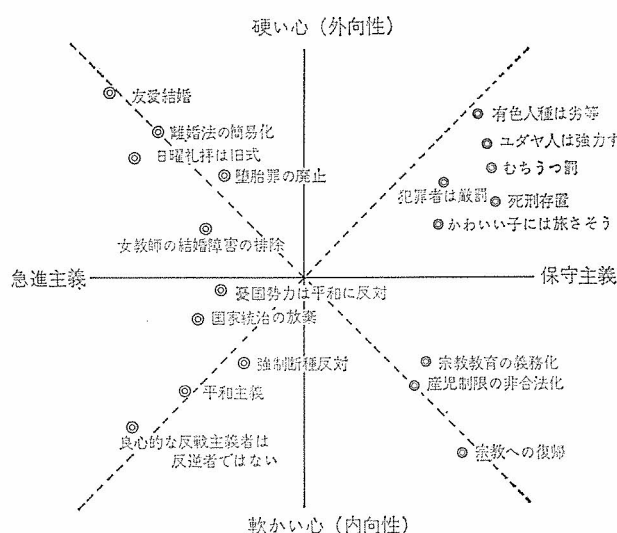 硬い心（外向性）
友愛結婚
離婚法の簡易化
日曜礼拝は旧式
堕胎罪の廃止
女教師の結婚障害の排除
有色人種は劣等
ユダヤ人は強力す
むちうつ罰
犯罪者は厳罰
死刑存置
かわいい子には旅さそう
急進主義
保守主義
憂国勢力は平和に反対
国家統治の放棄
強制断種反対
平和主義
良心的な反戦主義者は
反逆者ではない
宗教教育の義務化
産児制限の非合法化
宗教への復帰
軟かい心（内向性）